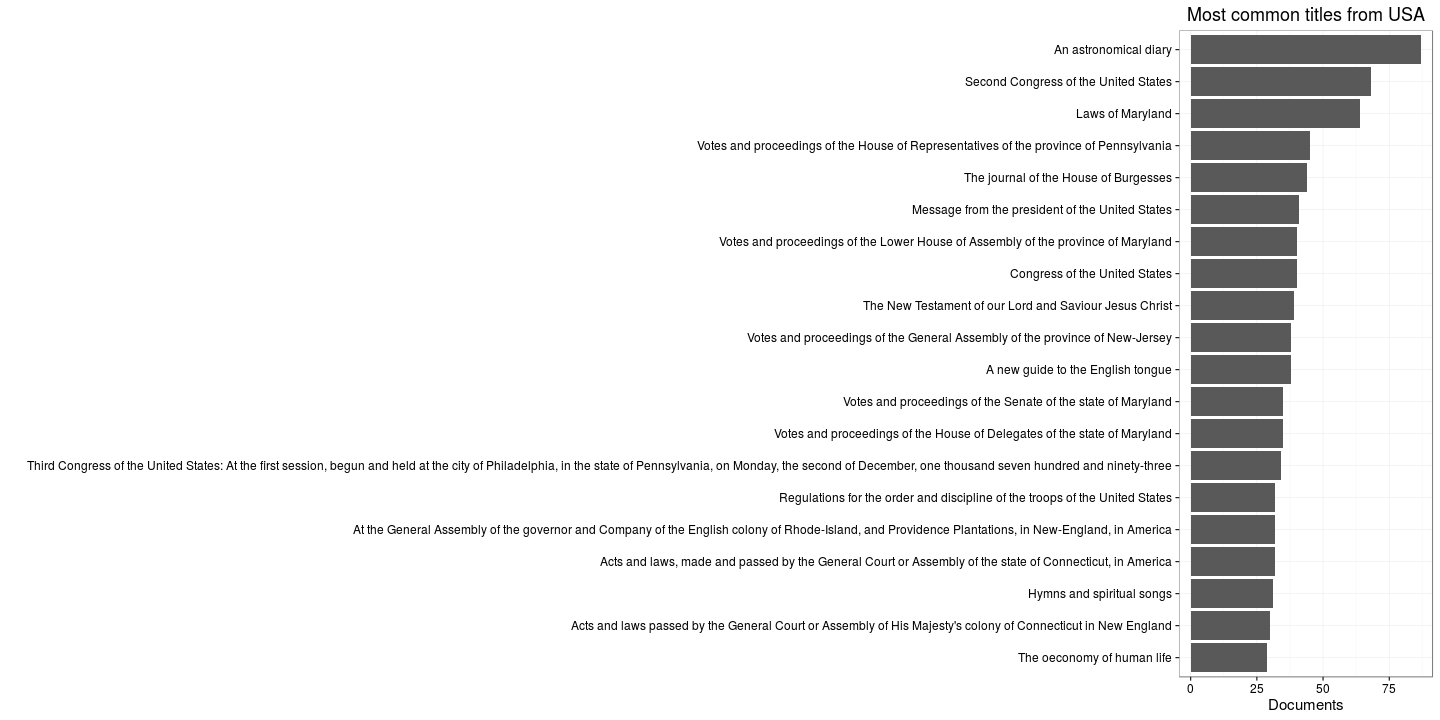 Most common titles from USA
An astronomical diary
Second Congress of the United States
Laws of Maryland
Votes and proceedings of the House of Representatives of the province of Pennsylvania
The journal of the House of Burgesses
Message from the president of the United States
Votes and proceedings of the Lower House of Assembly of the province of Maryland
Congress of the United States
The New Testament of our Lord and Saviour Jesus Christ
Votes and proceedings of the General Assembly of the province of New-Jersey
A new guide to the English tongue
Votes and proceedings of the Senate of the state of Maryland
Votes and proceedings of the House of Delegates of the state of Maryland
Third Congress of the United States: At the first session, begun and held at the city of Philadelphia, in the state of Pennsylvania, on Monday, the second of December, one thousand seven hundred and ninety-three
Regulations for the order and discipline of the troops of the United States
At the General Assembly of the governor and Company of the English colony of Rhode-Island, and Providence Plantations, in New-England, in America
Acts and laws, made and passed by the General Court or Assembly of the state of Connecticut, in America
Hymns and spiritual songs
Acts and laws passed by the General Court or Assembly of His Majesty's colony of Connecticut in New England
The oeconomy of human life
0 25 50 75
Documents